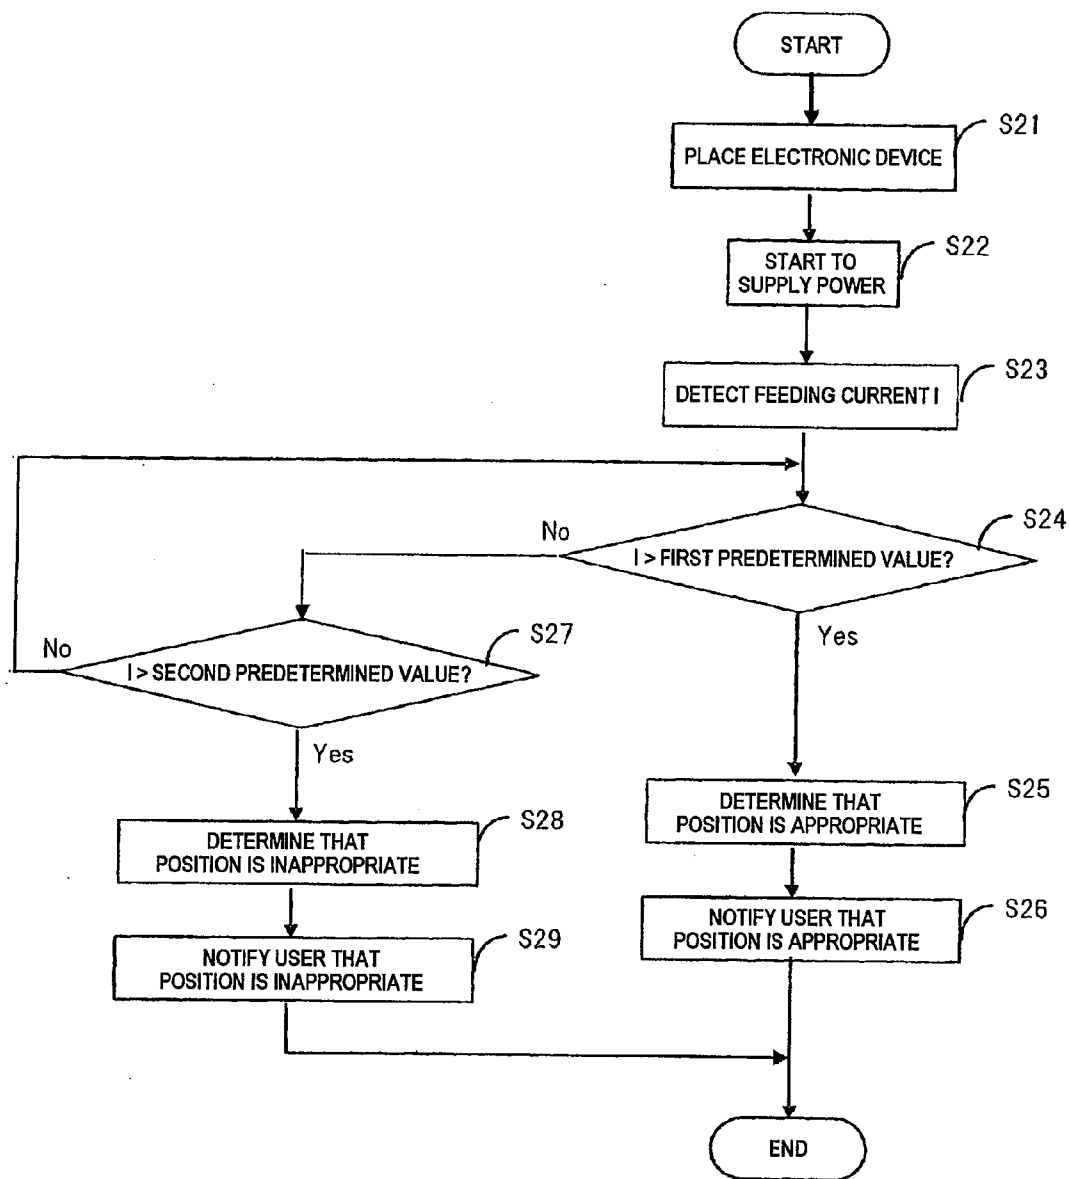 START
S21
PLACE ELECTRONIC DEVICE
S22
START TO
SUPPLY POWER
S23
DETECT FEEDING CURRENT I
S24
No
I > FIRST PREDETERMINED VALUE?
Yes
S27
No
I > SECOND PREDETERMINED VALUE?
Yes
S25
DETERMINE THAT
POSITION IS APPROPRIATE
S28
DETERMINE THAT
POSITION IS INAPPROPRIATE
S26
NOTIFY USER THAT
POSITION IS APPROPRIATE
S29
NOTIFY USER THAT
POSITION IS INAPPROPRIATE
END